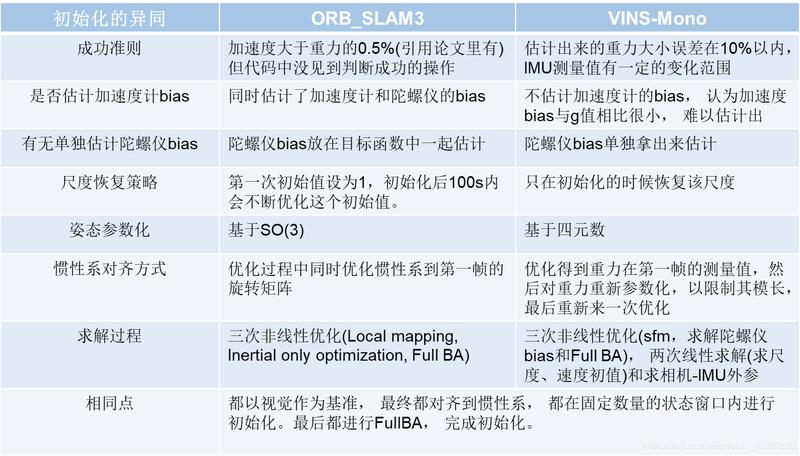 初始化的异同
ORB_SLAM3
VINS-Mono
成功准则
加速度大于重力的0.5%(引用论文里有)
但代码中没见到判断成功的操作
估计出来的重力大小误差在10%以内，
IMU测量值有一定的变化范围
是否估计加速度计bias
同时估计了加速度计和陀螺仪的bias
不估计加速度计的bias， 认为加速度
bias与g值相比很小， 难以估计出
有无单独估计陀螺仪bias
陀螺仪bias放在目标函数中一起估计
陀螺仪bias单独拿出来估计
尺度恢复策略
第一次初始值设为1，初始化后100s内
会不断优化这个初始值。
只在初始化的时候恢复该尺度
姿态参数化
基于SO(3)
基于四元数
惯性系对齐方式
优化过程中同时优化惯性系到第一帧的
旋转矩阵
优化得到重力在第一帧的测量值，然
后对重力重新参数化，以限制其模长，
最后重新来一次优化
求解过程
三次非线性优化(Local mapping,
Inertial only optimization, Full BA)
三次非线性优化(sfm，求解陀螺仪
bias和Full BA)， 两次线性求解(求尺
度、速度初值)和求相机-IMU外参
相同点
都以视觉作为基准， 最终都对齐到惯性系， 都在固定数量的状态窗口内进行
初始化。最后都进行FullBA， 完成初始化。